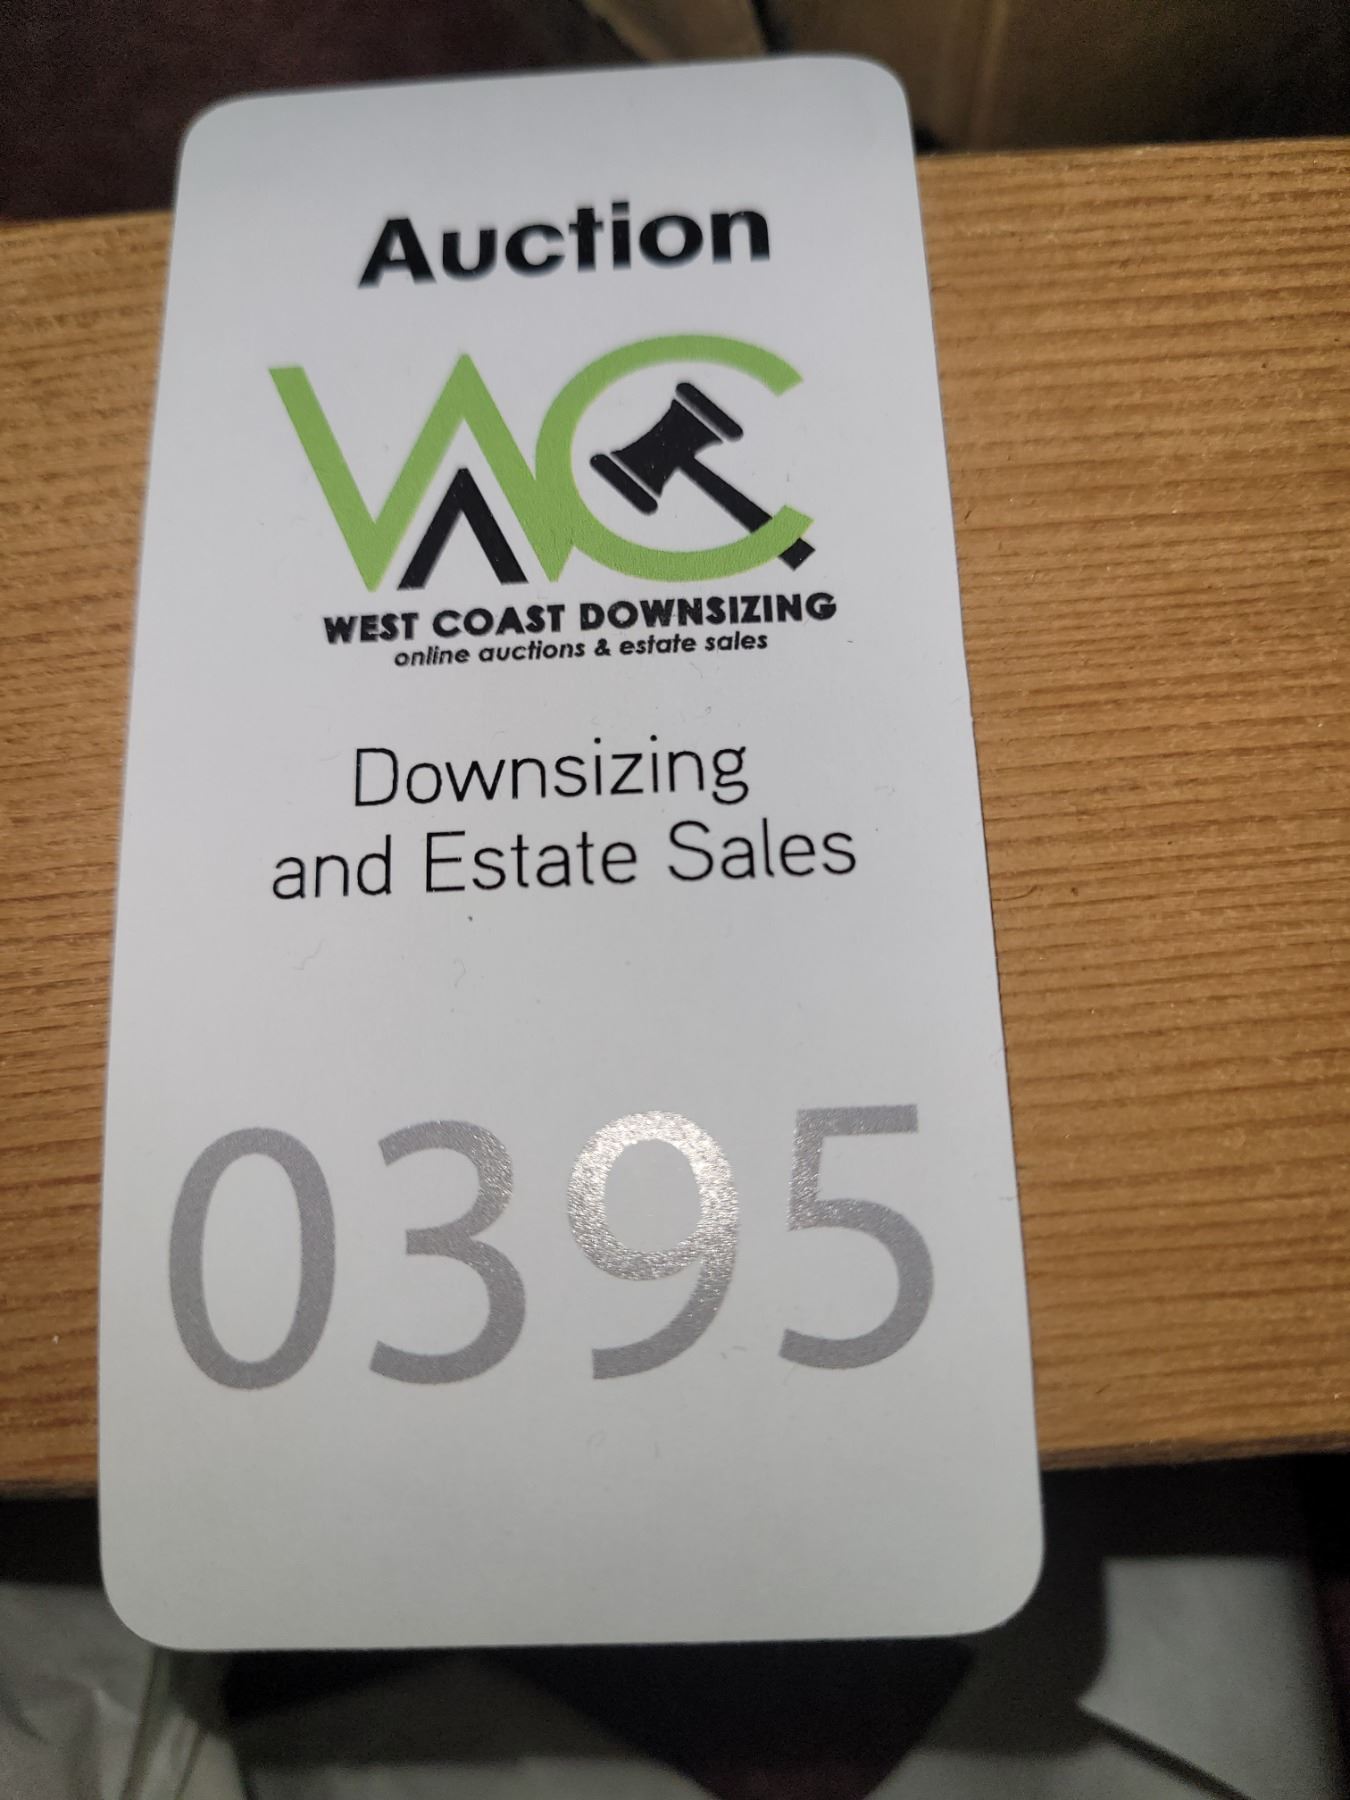 Auction
WC
WEST COAST DOWNSIZING
online auctions & estate sales
Downsizing
and Estate Sales
0395